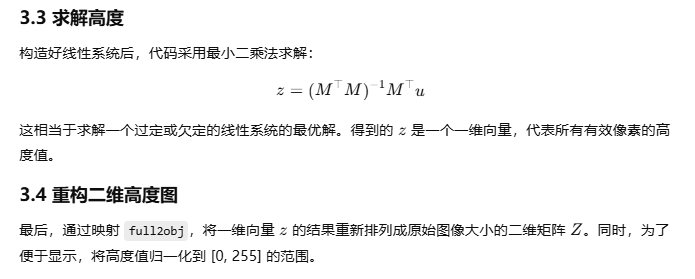 3.3 求解高度
构造好线性系统后，代码采用最小二乘法求解：
z = (M⊤M)−1M⊤u
这相当于求解一个过定或欠定的线性系统的最优解。得到的 z 是一个一维向量，代表所有有效像素的高
度值。
3.4 重构二维高度图
最后，通过映射 full2obj，将一维向量 z 的结果重新排列成原始图像大小的二维矩阵 Z。同时，为了
便于显示，将高度值归一化到 [0, 255] 的范围。